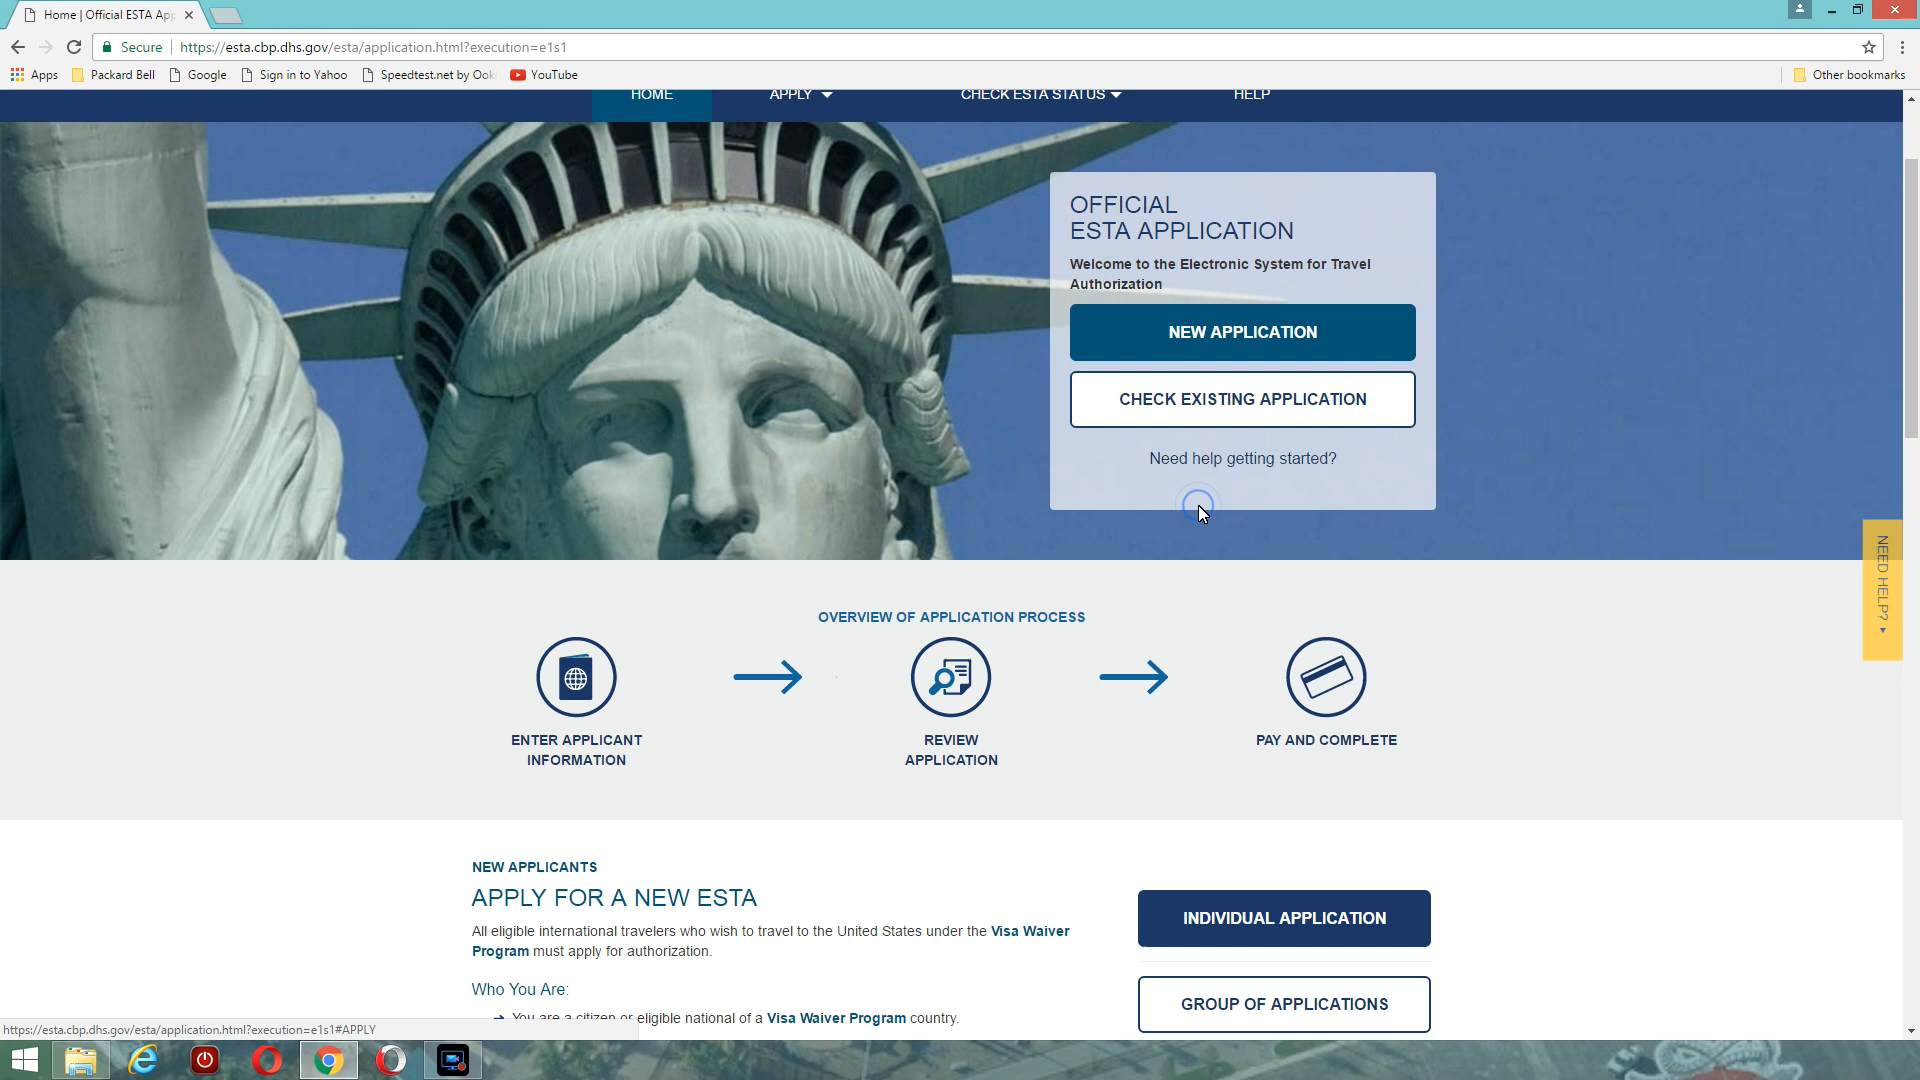 Home | Official ESTA App
Secure
https://esta.cbp.dhs.gov/esta/application.html?execution=e1s1
Apps
Packard Bell
Google
Sign in to Yahoo
Speedtest.net by Ook
YouTube
Other bookmarks
HOME
APPLY
CHECK ESTA STATUS
HELP
OFFICIAL
ESTA APPLICATION
Welcome to the Electronic System for Travel
Authorization
NEW APPLICATION
CHECK EXISTING APPLICATION
Need help getting started?
NEED HELP?
OVERVIEW OF APPLICATION PROCESS
ENTER APPLICANT
INFORMATION
REVIEW
APPLICATION
PAY AND COMPLETE
NEW APPLICANTS
APPLY FOR A NEW ESTA
All eligible international travelers who wish to travel to the United States under the Visa Waiver
Program must apply for authorization.
Who You Are:
You are a citizen or eligible national of a Visa Waiver Program country.
INDIVIDUAL APPLICATION
GROUP OF APPLICATIONS
https://esta.cbp.dhs.gov/esta/application.html?execution=e1s1#APPLY